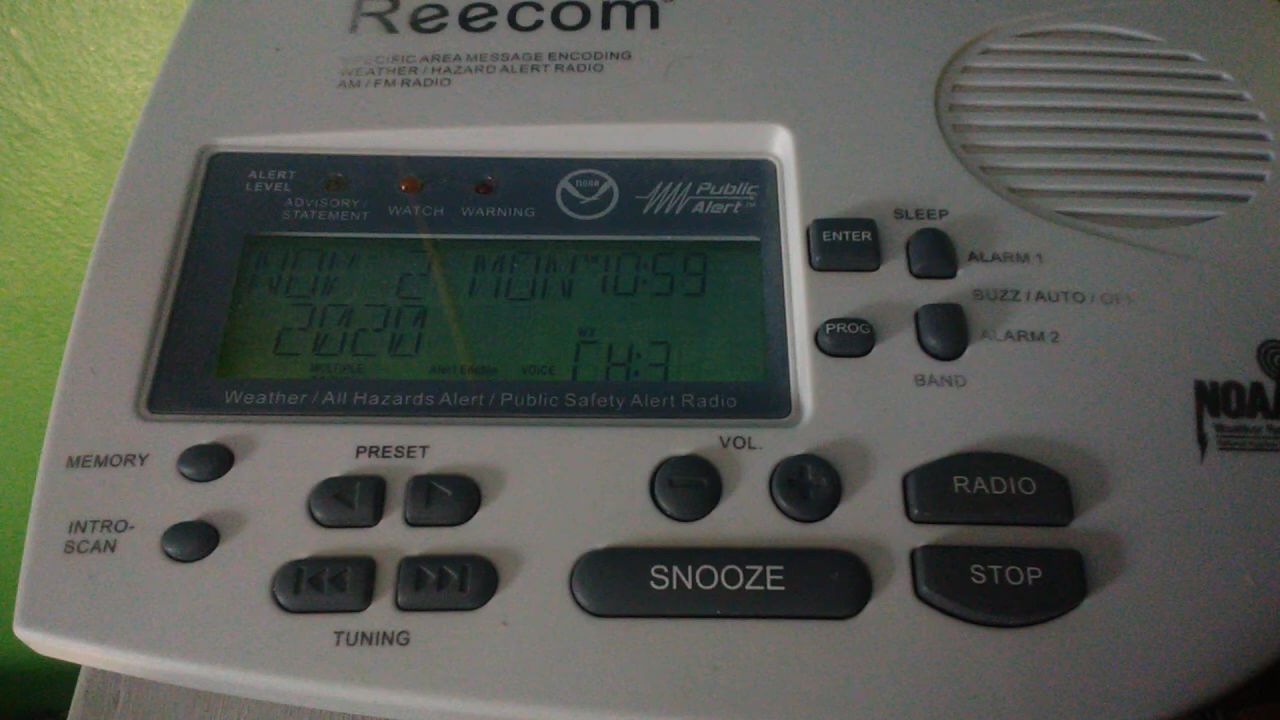 Reecom
SPECIFIC AREA MESSAGE ENCODING
WEATHER / HAZARD ALERT RADIO
AM / FM RADIO
ALERT
LEVEL
ADVISORY /
STATEMENT
WATCH
WARNING
noaa
Public
Alert™
NOV 2 MON 10:59
2020
WX
CH:3
MULTIPLE
VOICE
Weather / All Hazards Alert / Public Safety Alert Radio
ENTER
SLEEP
ALARM 1
BUZZ / AUTO / OFF
PROG
ALARM 2
BAND
NOAA
MEMORY
PRESET
VOL.
-
+
RADIO
INTRO-
SCAN
SNOOZE
STOP
TUNING